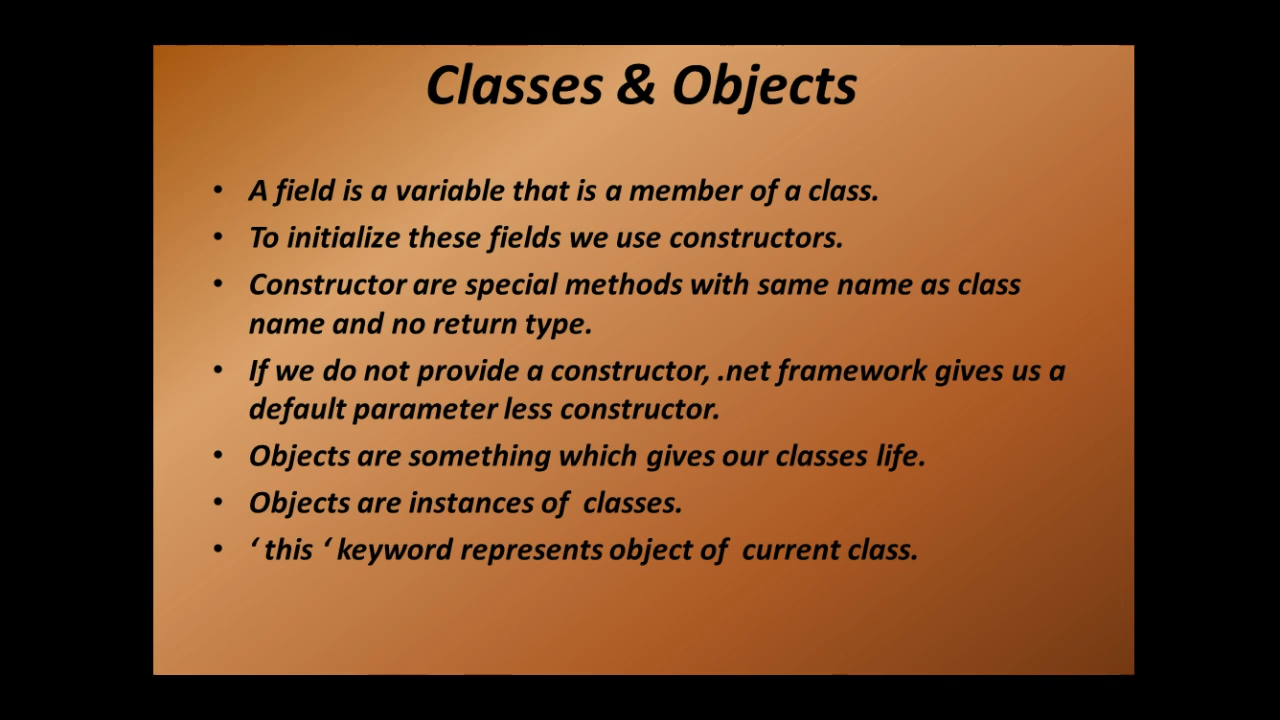 Classes & Objects
• A field is a variable that is a member of a class.
• To initialize these fields we use constructors.
• Constructor are special methods with same name as class
name and no return type.
• If we do not provide a constructor, .net framework gives us a
default parameter less constructor.
• Objects are something which gives our classes life.
• Objects are instances of  classes.
• ‘ this ‘ keyword represents object of  current class.